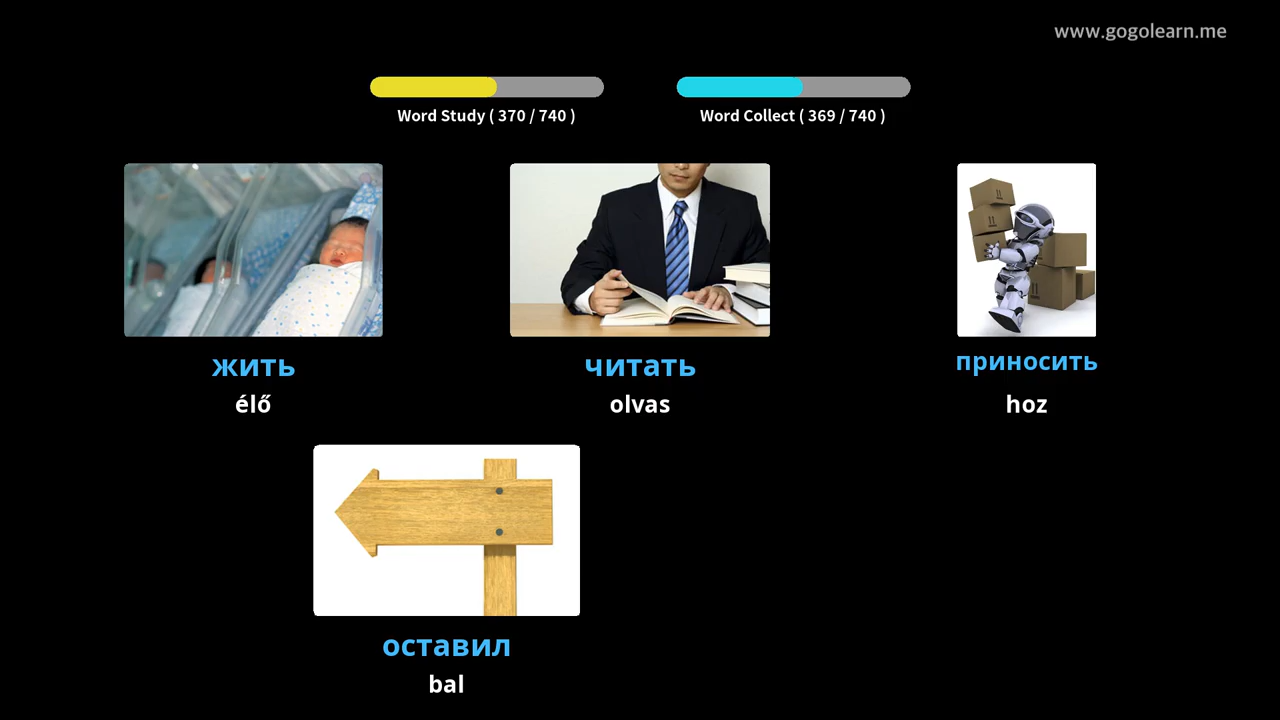 www.gogolearn.me
Word Study ( 370 / 740 )
Word Collect ( 369 / 740 )
жить
élő
читать
olvas
приносить
hoz
оставил
bal